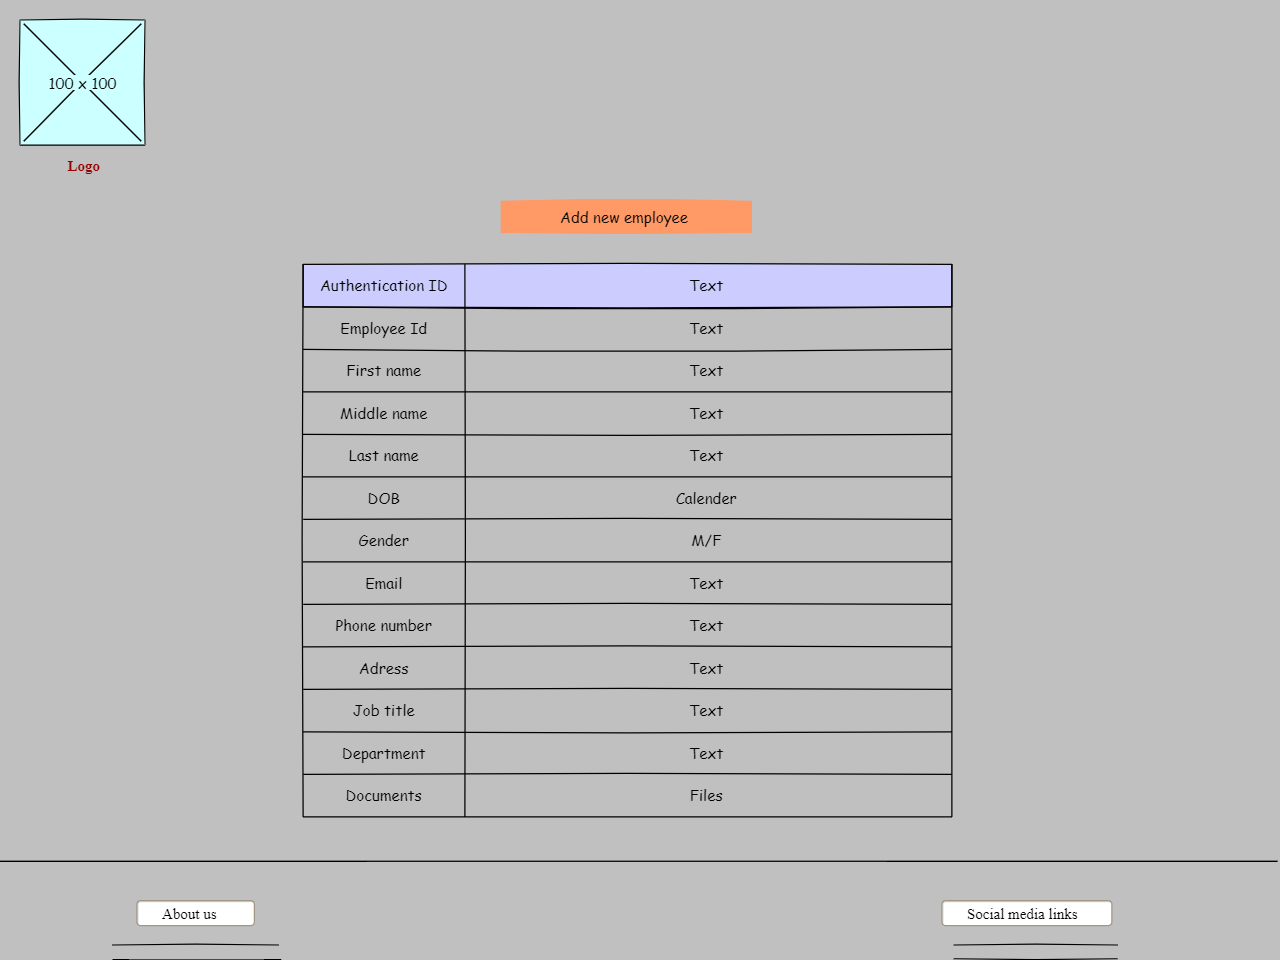 100 x 100
Logo
Add new employee
Authentication ID Text
Employee Id Text
First name Text
Middle name Text
Last name Text
DOB Calender
Gender M/F
Email Text
Phone number Text
Adress Text
Job title Text
Department Text
Documents Files
About us Social media links